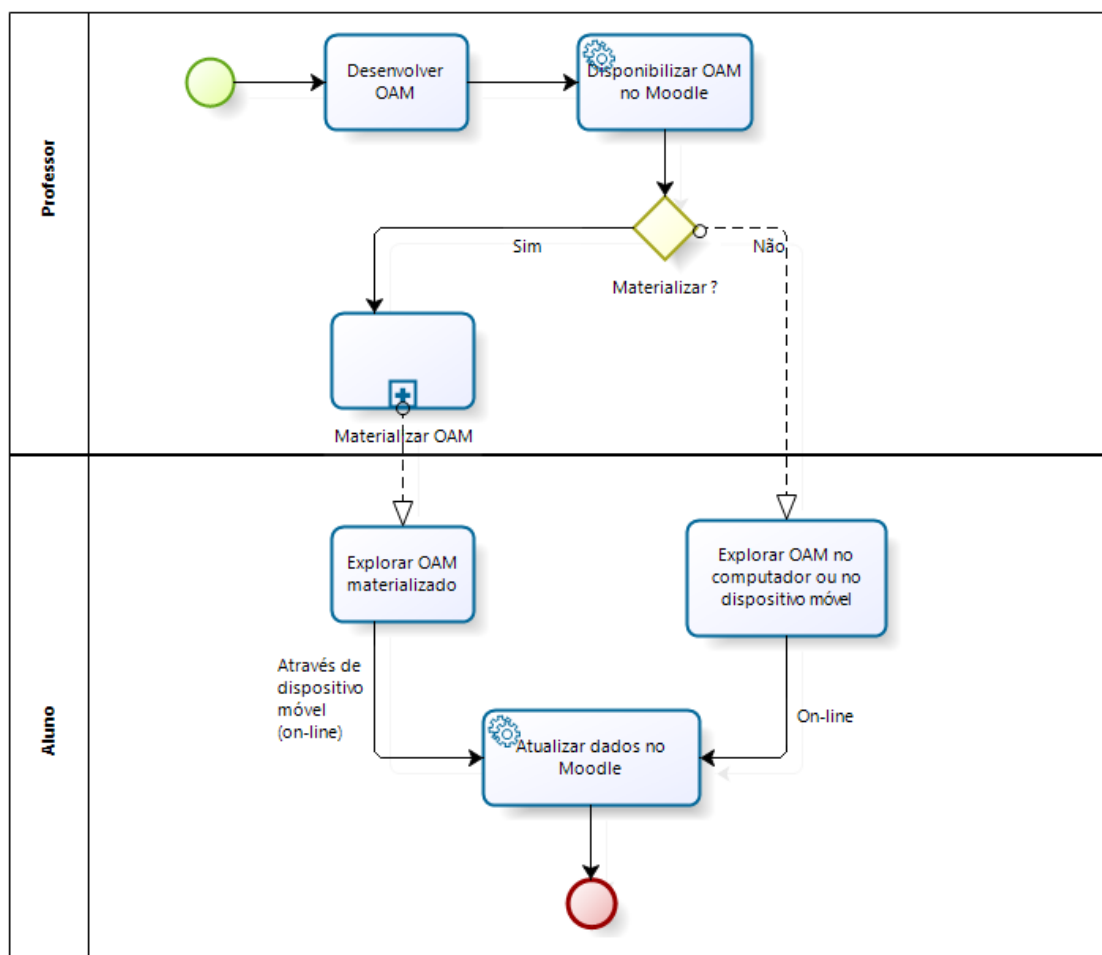 Professor
Desenvolver
OAM
Disponibilizar OAM
no Moodle
Sim
Não
Materializar ?
Materializar OAM
Aluno
Explorar OAM
materializado
Explorar OAM no
computador ou no
dispositivo móvel
Através de
dispositivo
móvel
(on-line)
On-line
Atualizar dados no
Moodle